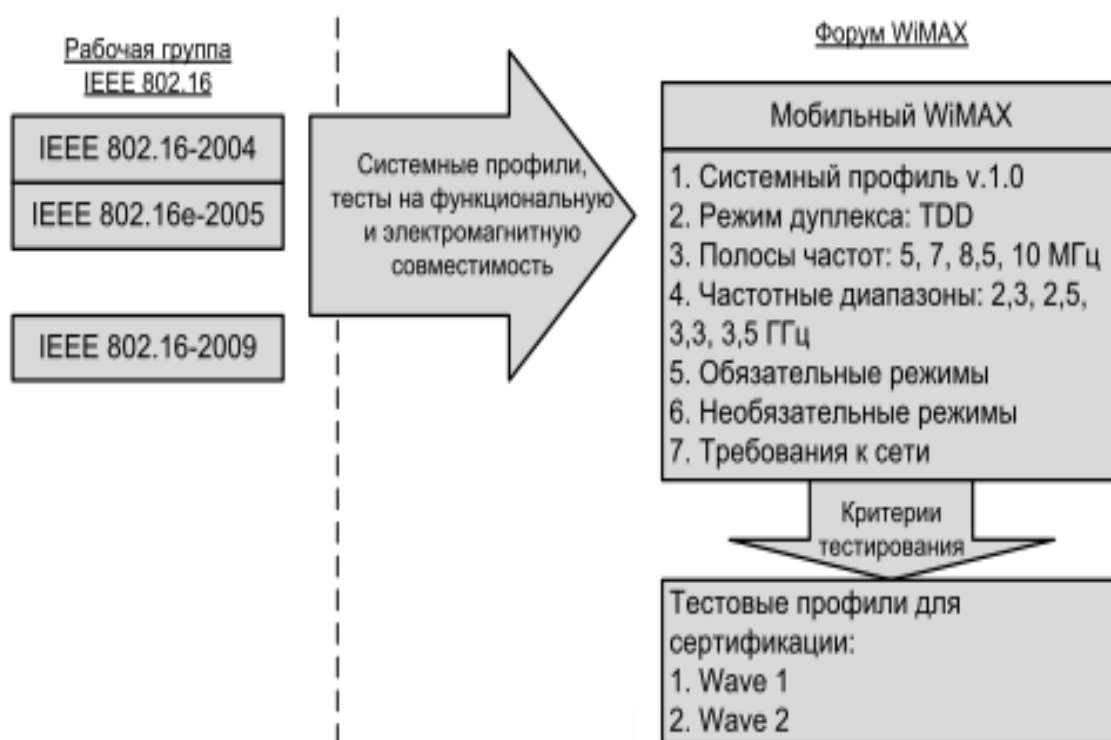 Рабочая группа
IEEE 802.16
IEEE 802.16-2004
IEEE 802.16e-2005
IEEE 802.16-2009
Системные профили,
тесты на функциональную
и электромагнитную
совместимость
Форум WiMAX
Мобильный WiMAX
1. Системный профиль v.1.0
2. Режим дуплекса: TDD
3. Полосы частот: 5, 7, 8,5, 10 МГц
4. Частотные диапазоны: 2,3, 2,5,
3,3, 3,5 ГГц
5. Обязательные режимы
6. Необязательные режимы
7. Требования к сети
Критерии
тестирования
Тестовые профили для
сертификации:
1. Wave 1
2. Wave 2